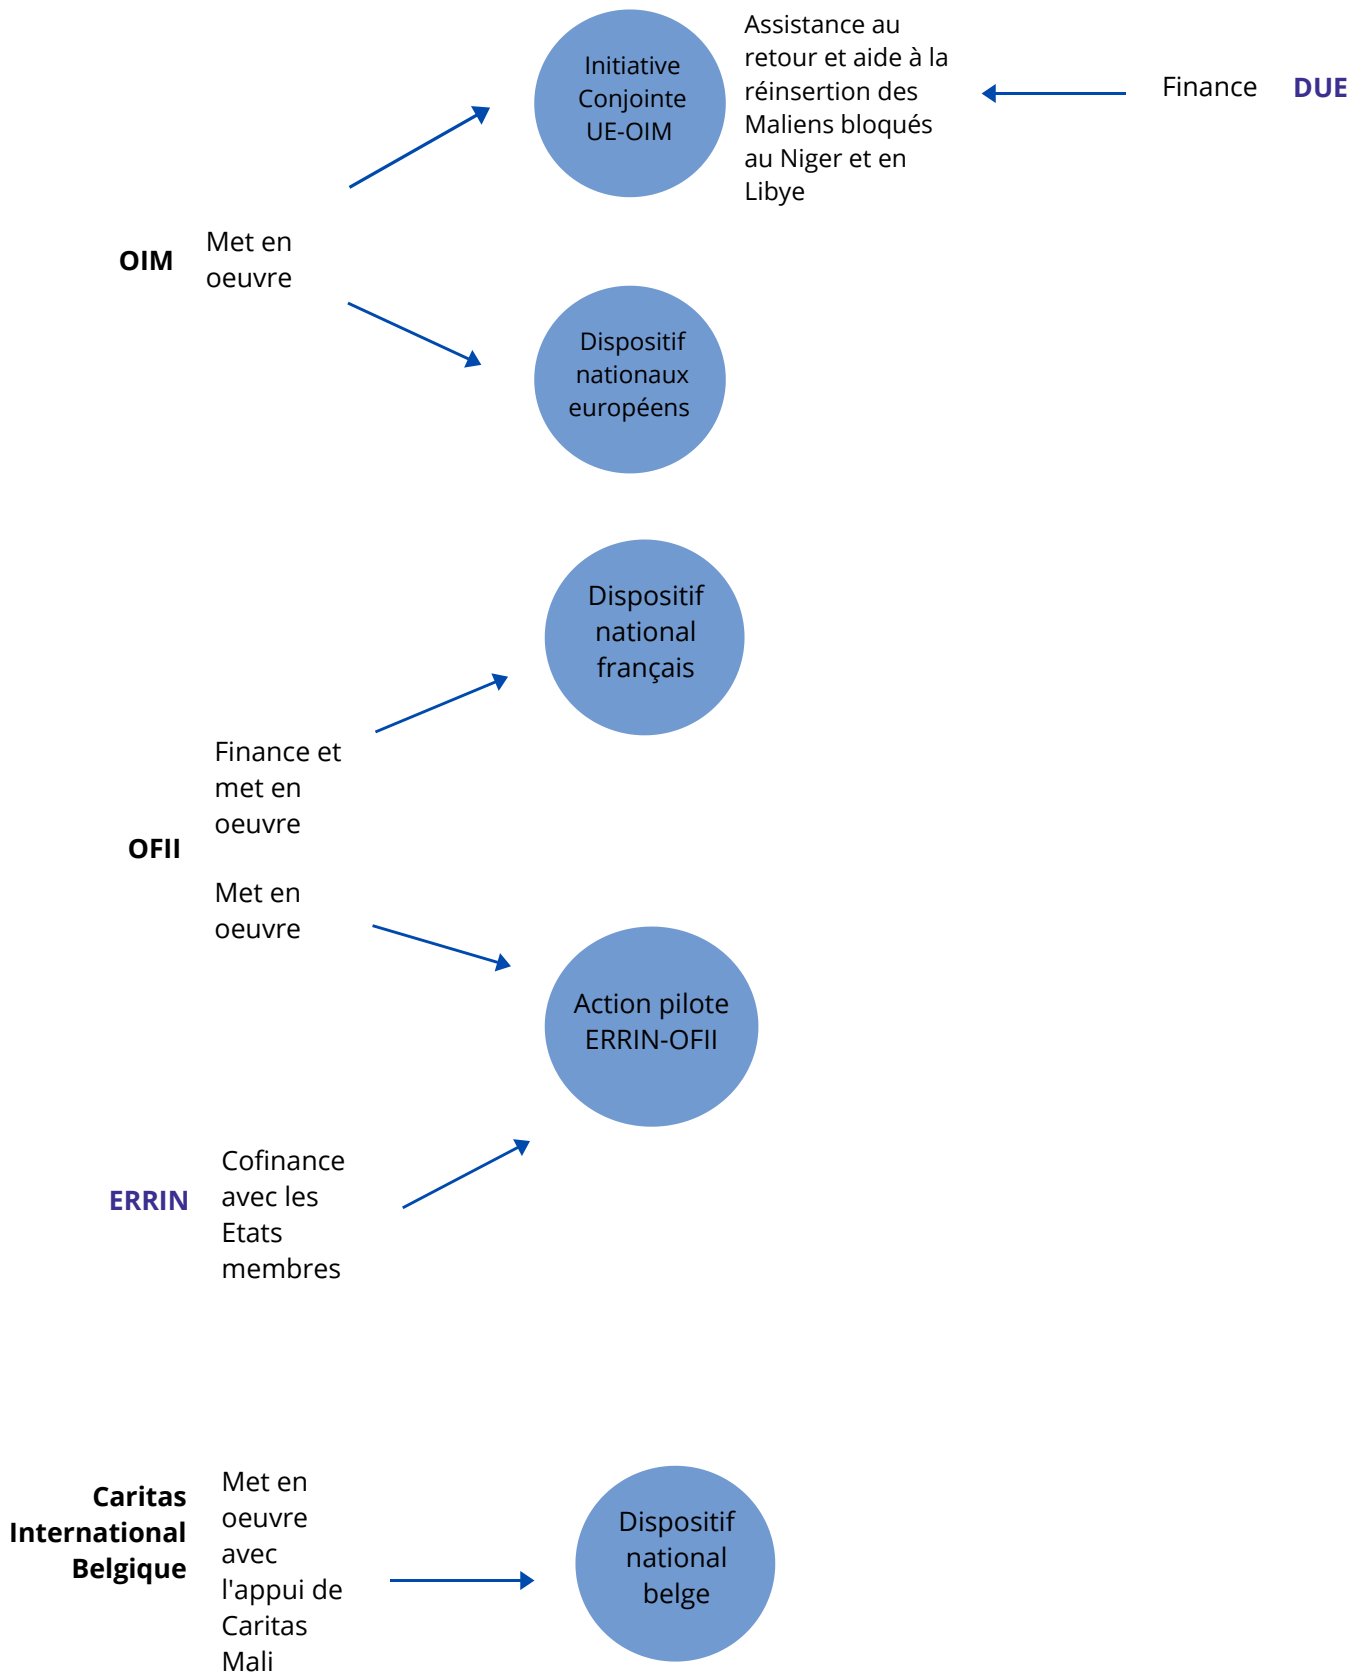 Initiative
Conjointe
UE-OIM
Assistance au
retour et aide à la
réinsertion des
Maliens bloqués
au Niger et en
Libye
Finance
DUE
OIM
Met en
oeuvre
Dispositif
nationaux
européens
Dispositif
national
français
Finance et
met en
oeuvre
OFII
Met en
oeuvre
Action pilote
ERRIN-OFII
ERRIN
Cofinance
avec les
Etats
membres
Caritas
International
Belgique
Met en
oeuvre
avec
l'appui de
Caritas
Mali
Dispositif
national
belge